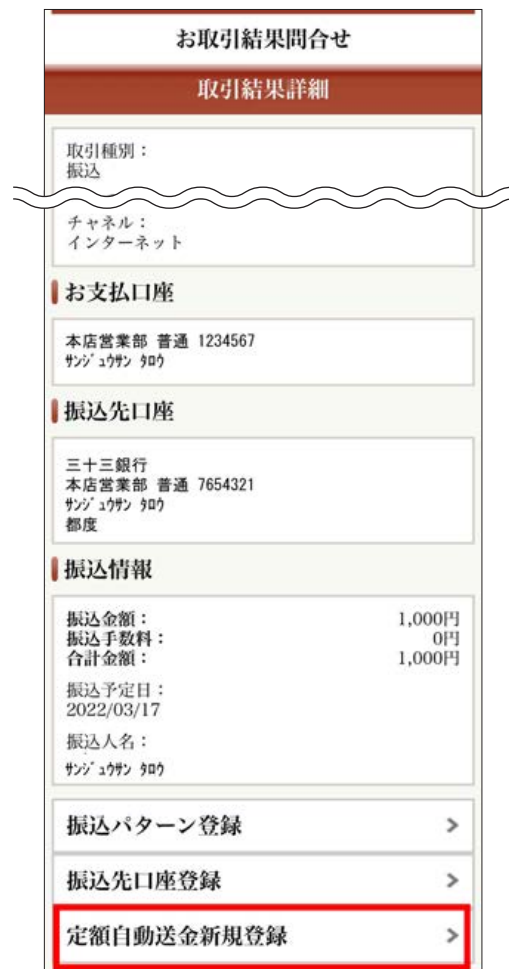 お取引結果問合せ
取引結果詳細
取引種別：
振込
チャネル：
インターネット
お支払口座
本店営業部 普通 1234567
ｻﾝｼﾞｭｳｻﾝ ﾀﾛｳ
振込先口座
三十三銀行
本店営業部 普通 7654321
ｻﾝｼﾞｭｳｻﾝ ﾀﾛｳ
都度
振込情報
振込金額： 1,000円
振込手数料： 0円
合計金額： 1,000円
振込予定日：
2022/03/17
振込人名：
ｻﾝｼﾞｭｳｻﾝ ﾀﾛｳ
振込パターン登録 >
振込先口座登録 >
定額自動送金新規登録 >